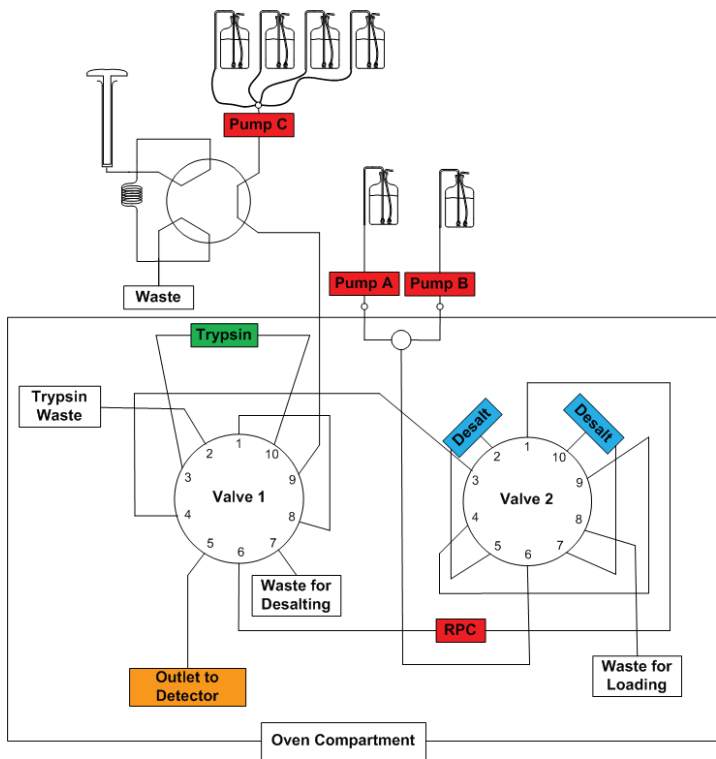 Pump C
Waste
Pump A
Pump B
Trypsin
Trypsin
Waste
Desalt
Desalt
1
2
3
4
5
6
7
8
9
10
Valve 1
1
2
3
4
5
6
7
8
9
10
Valve 2
Waste for
Desalting
RPC
Outlet to
Detector
Waste for
Loading
Oven Compartment